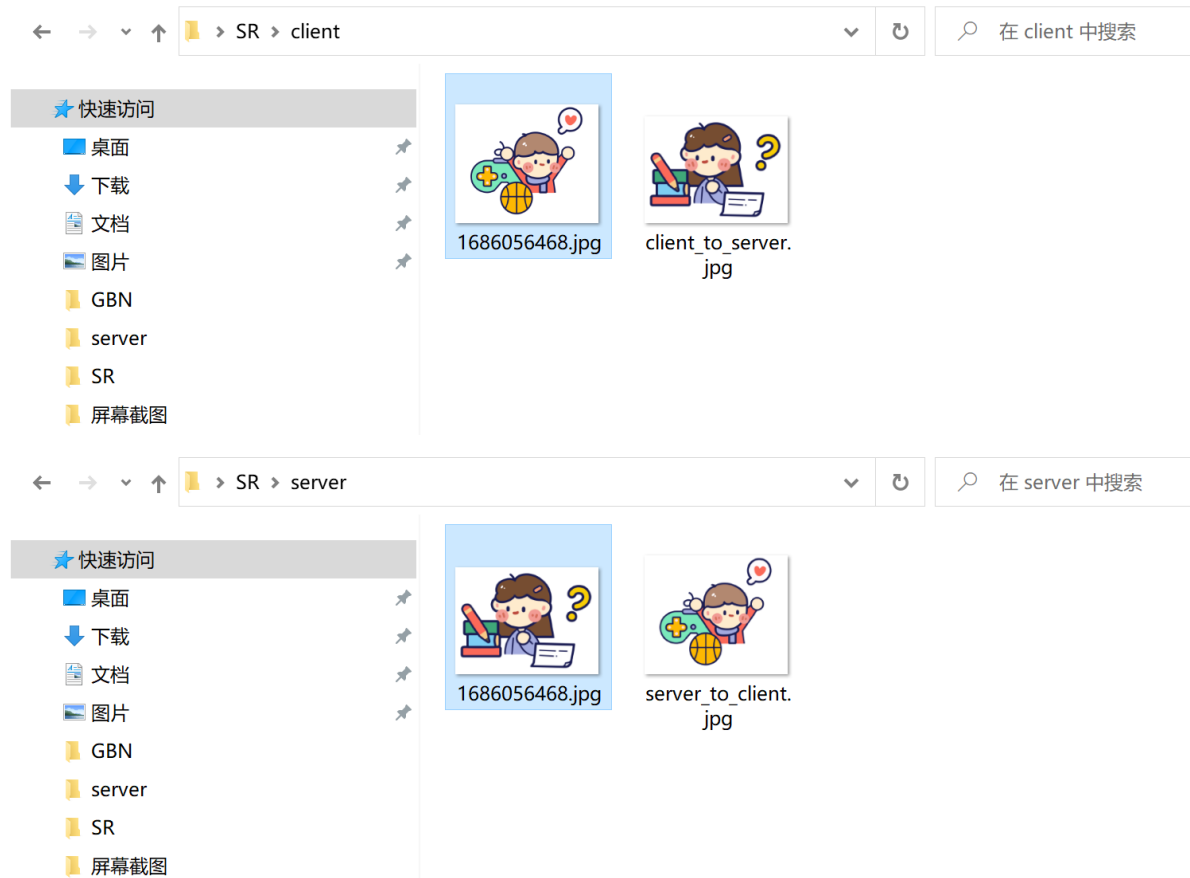 SR > client
在 client 中搜索
快速访问
桌面
下载
文档
图片
GBN
server
SR
屏幕截图
1686056468.jpg
client_to_server.
jpg
SR > server
在 server 中搜索
快速访问
桌面
下载
文档
图片
GBN
server
SR
屏幕截图
1686056468.jpg
server_to_client.
jpg